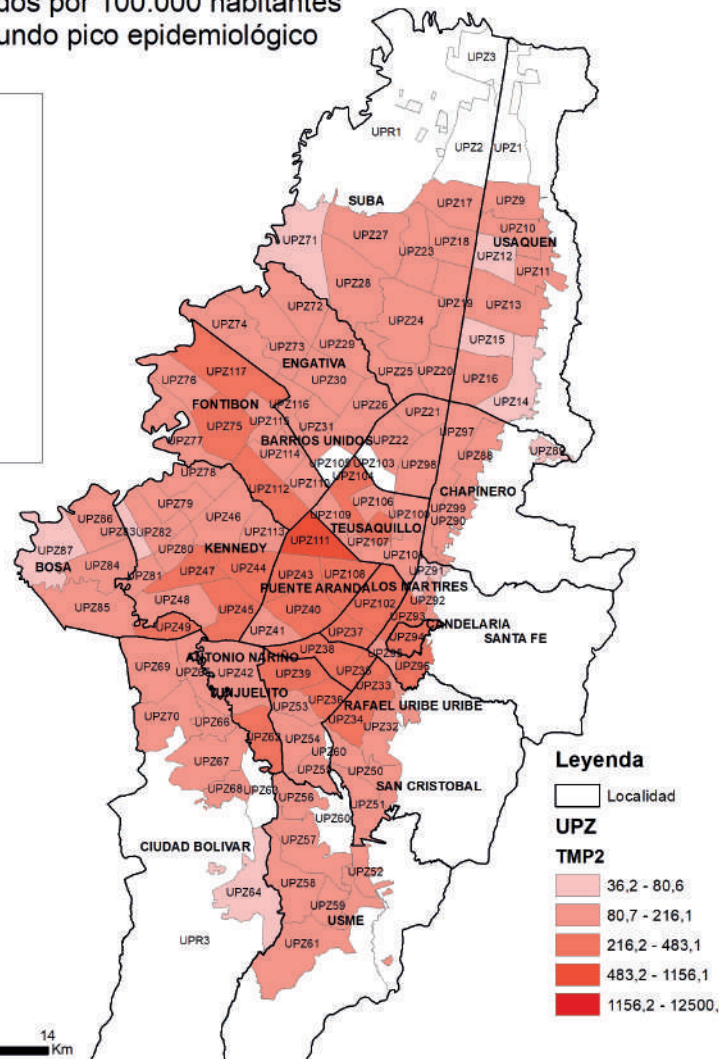 dos por 100.000 habitantes
undo pico epidemiológico
UPZ3
UPR1
UPZ2 UPZ1
SUBA
UPZ17 UPZ9
UPZ71 UPZ27 UPZ18 UPZ10
USAQUEN
UPZ23 UPZ12
UPZ11
UPZ28
UPZ72 UPZ19 UPZ13
UPZ74 UPZ24
UPZ73 UPZ29 UPZ15
ENGATIVA
UPZ117 UPZ25 UPZ20 UPZ16
UPZ76 UPZ30
FONTIBON UPZ116 UPZ26 UPZ14
UPZ75 UPZ115 UPZ31 UPZ21
UPZ77 BARRIOS UNIDOS UPZ22 UPZ97
UPZ114 UPZ88 UPZ89
UPZ78 UPZ103 UPZ98
UPZ112 UPZ110 UPZ104
CHAPINERO
UPZ79 UPZ106
UPZ86 UPZ46 UPZ109 UPZ100 UPZ99
UPZ83 UPZ82 UPZ113 TEUSAQUILLO UPZ90
UPZ87 UPZ80 KENNEDY UPZ111 UPZ107
BOSA UPZ84 UPZ81 UPZ47 UPZ44 UPZ43 UPZ108 UPZ91
PUENTE ARANDA LOS MARTIRES
UPZ85 UPZ48 UPZ45 UPZ40 UPZ102 UPZ92
UPZ93
UPZ49 UPZ41 UPZ37 UPZ94 CANDELARIA
SANTA FE
UPZ38 UPZ95
ANTONIO NARIÑO
UPZ69 UPZ42 UPZ39 UPZ35 UPZ96
TUNJUELITO UPZ33
UPZ53 UPZ36 RAFAEL URIBE URIBE
UPZ70 UPZ66 UPZ34 UPZ32
UPZ62 UPZ54
UPZ60
UPZ67 UPZ50
UPZ68 UPZ63 UPZ56 SAN CRISTOBAL
UPZ51
UPZ60
CIUDAD BOLIVAR UPZ57
UPZ52
UPZ64 UPZ58
UPZ59
USME
UPR3 UPZ61
Leyenda
Localidad
UPZ
TMP2
36,2 - 80,6
80,7 - 216,1
216,2 - 483,1
483,2 - 1156,1
1156,2 - 12500,
14
Km